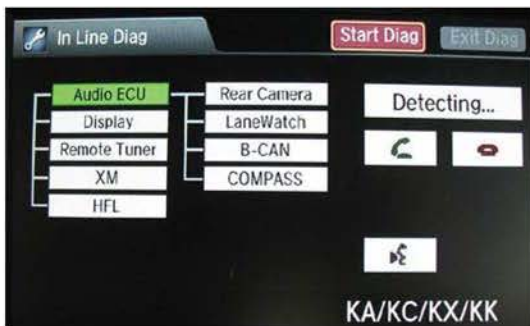 In Line Diag
Start Diag
Exit Diag
Audio ECU
Rear Camera
Display
LaneWatch
Remote Tuner
B-CAN
XM
COMPASS
HFL
Detecting...
KA/KC/KX/KK